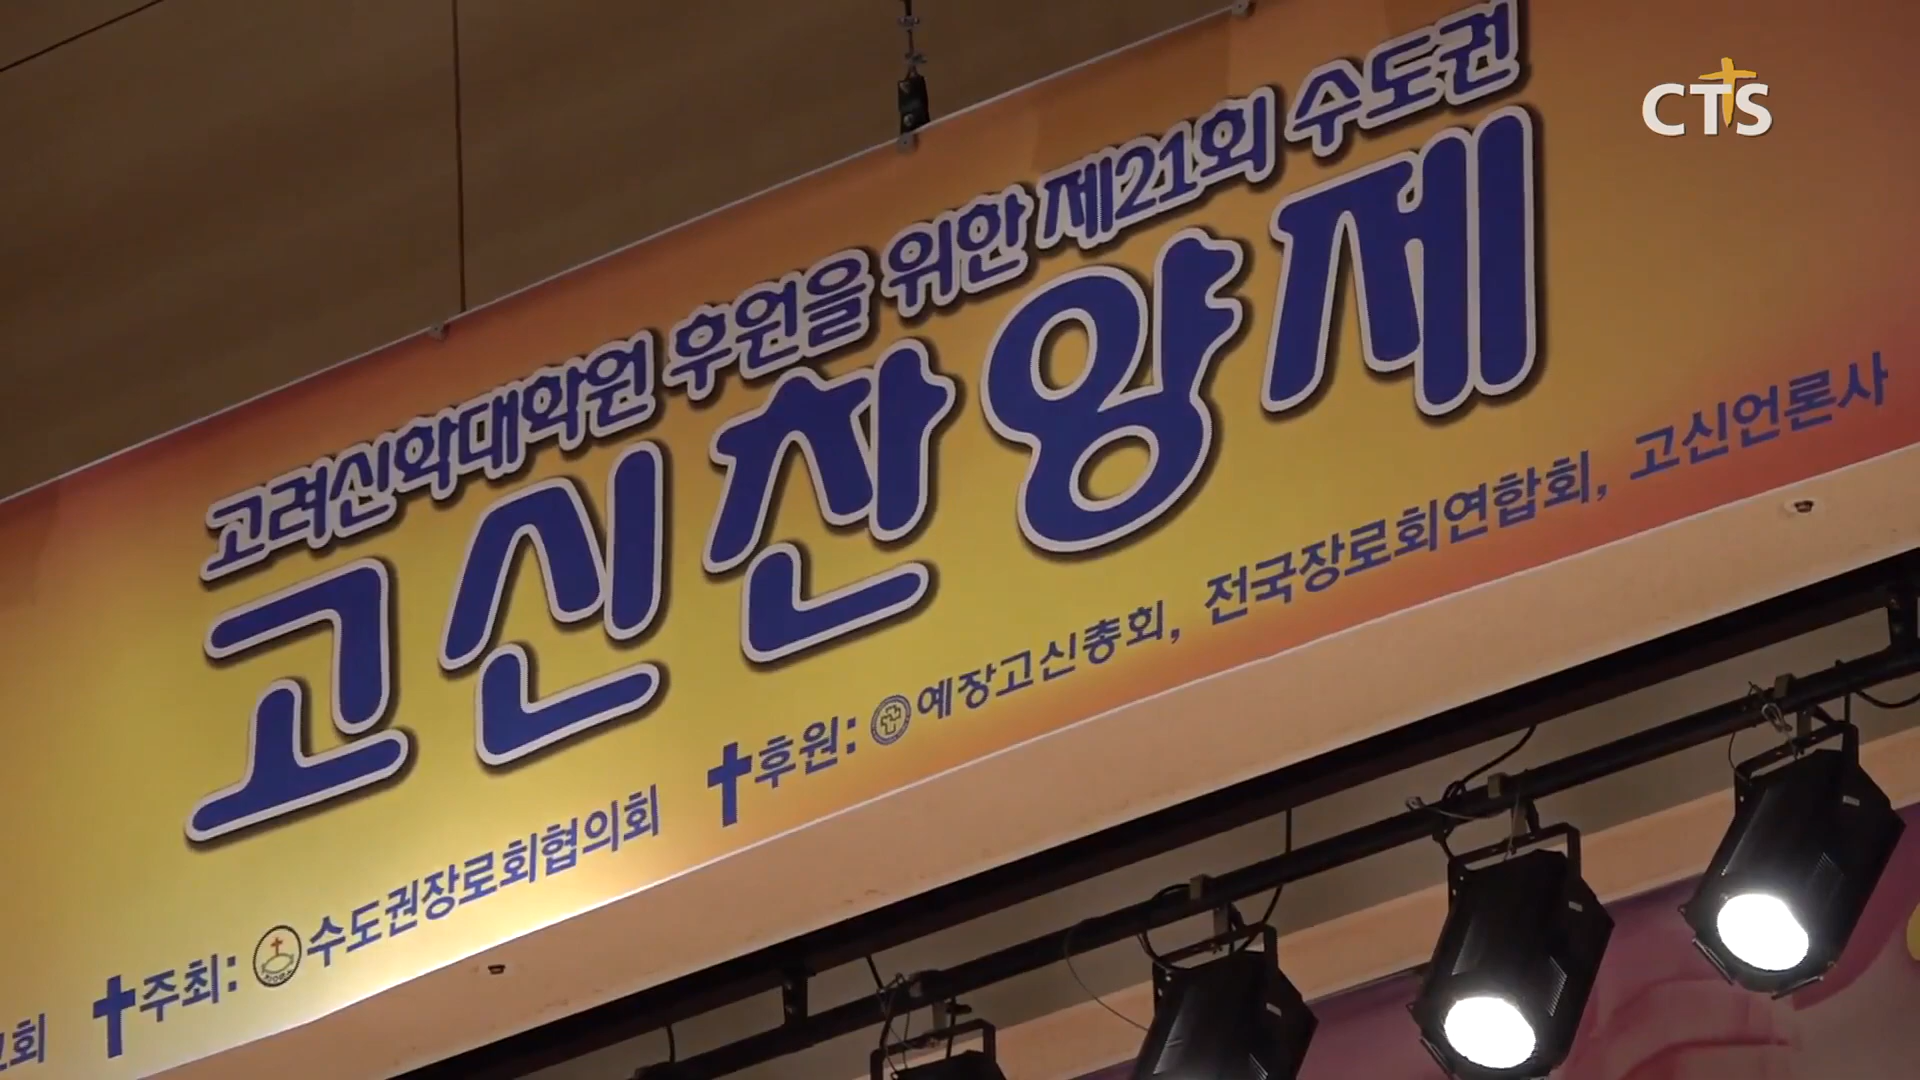 CTS
고려신학대학원 후원을 위한 제21회 수도권
고신찬양제
교회 주최: 수도권장로회협의회 후원: 예장고신총회, 전국장로회연합회, 고신언론사